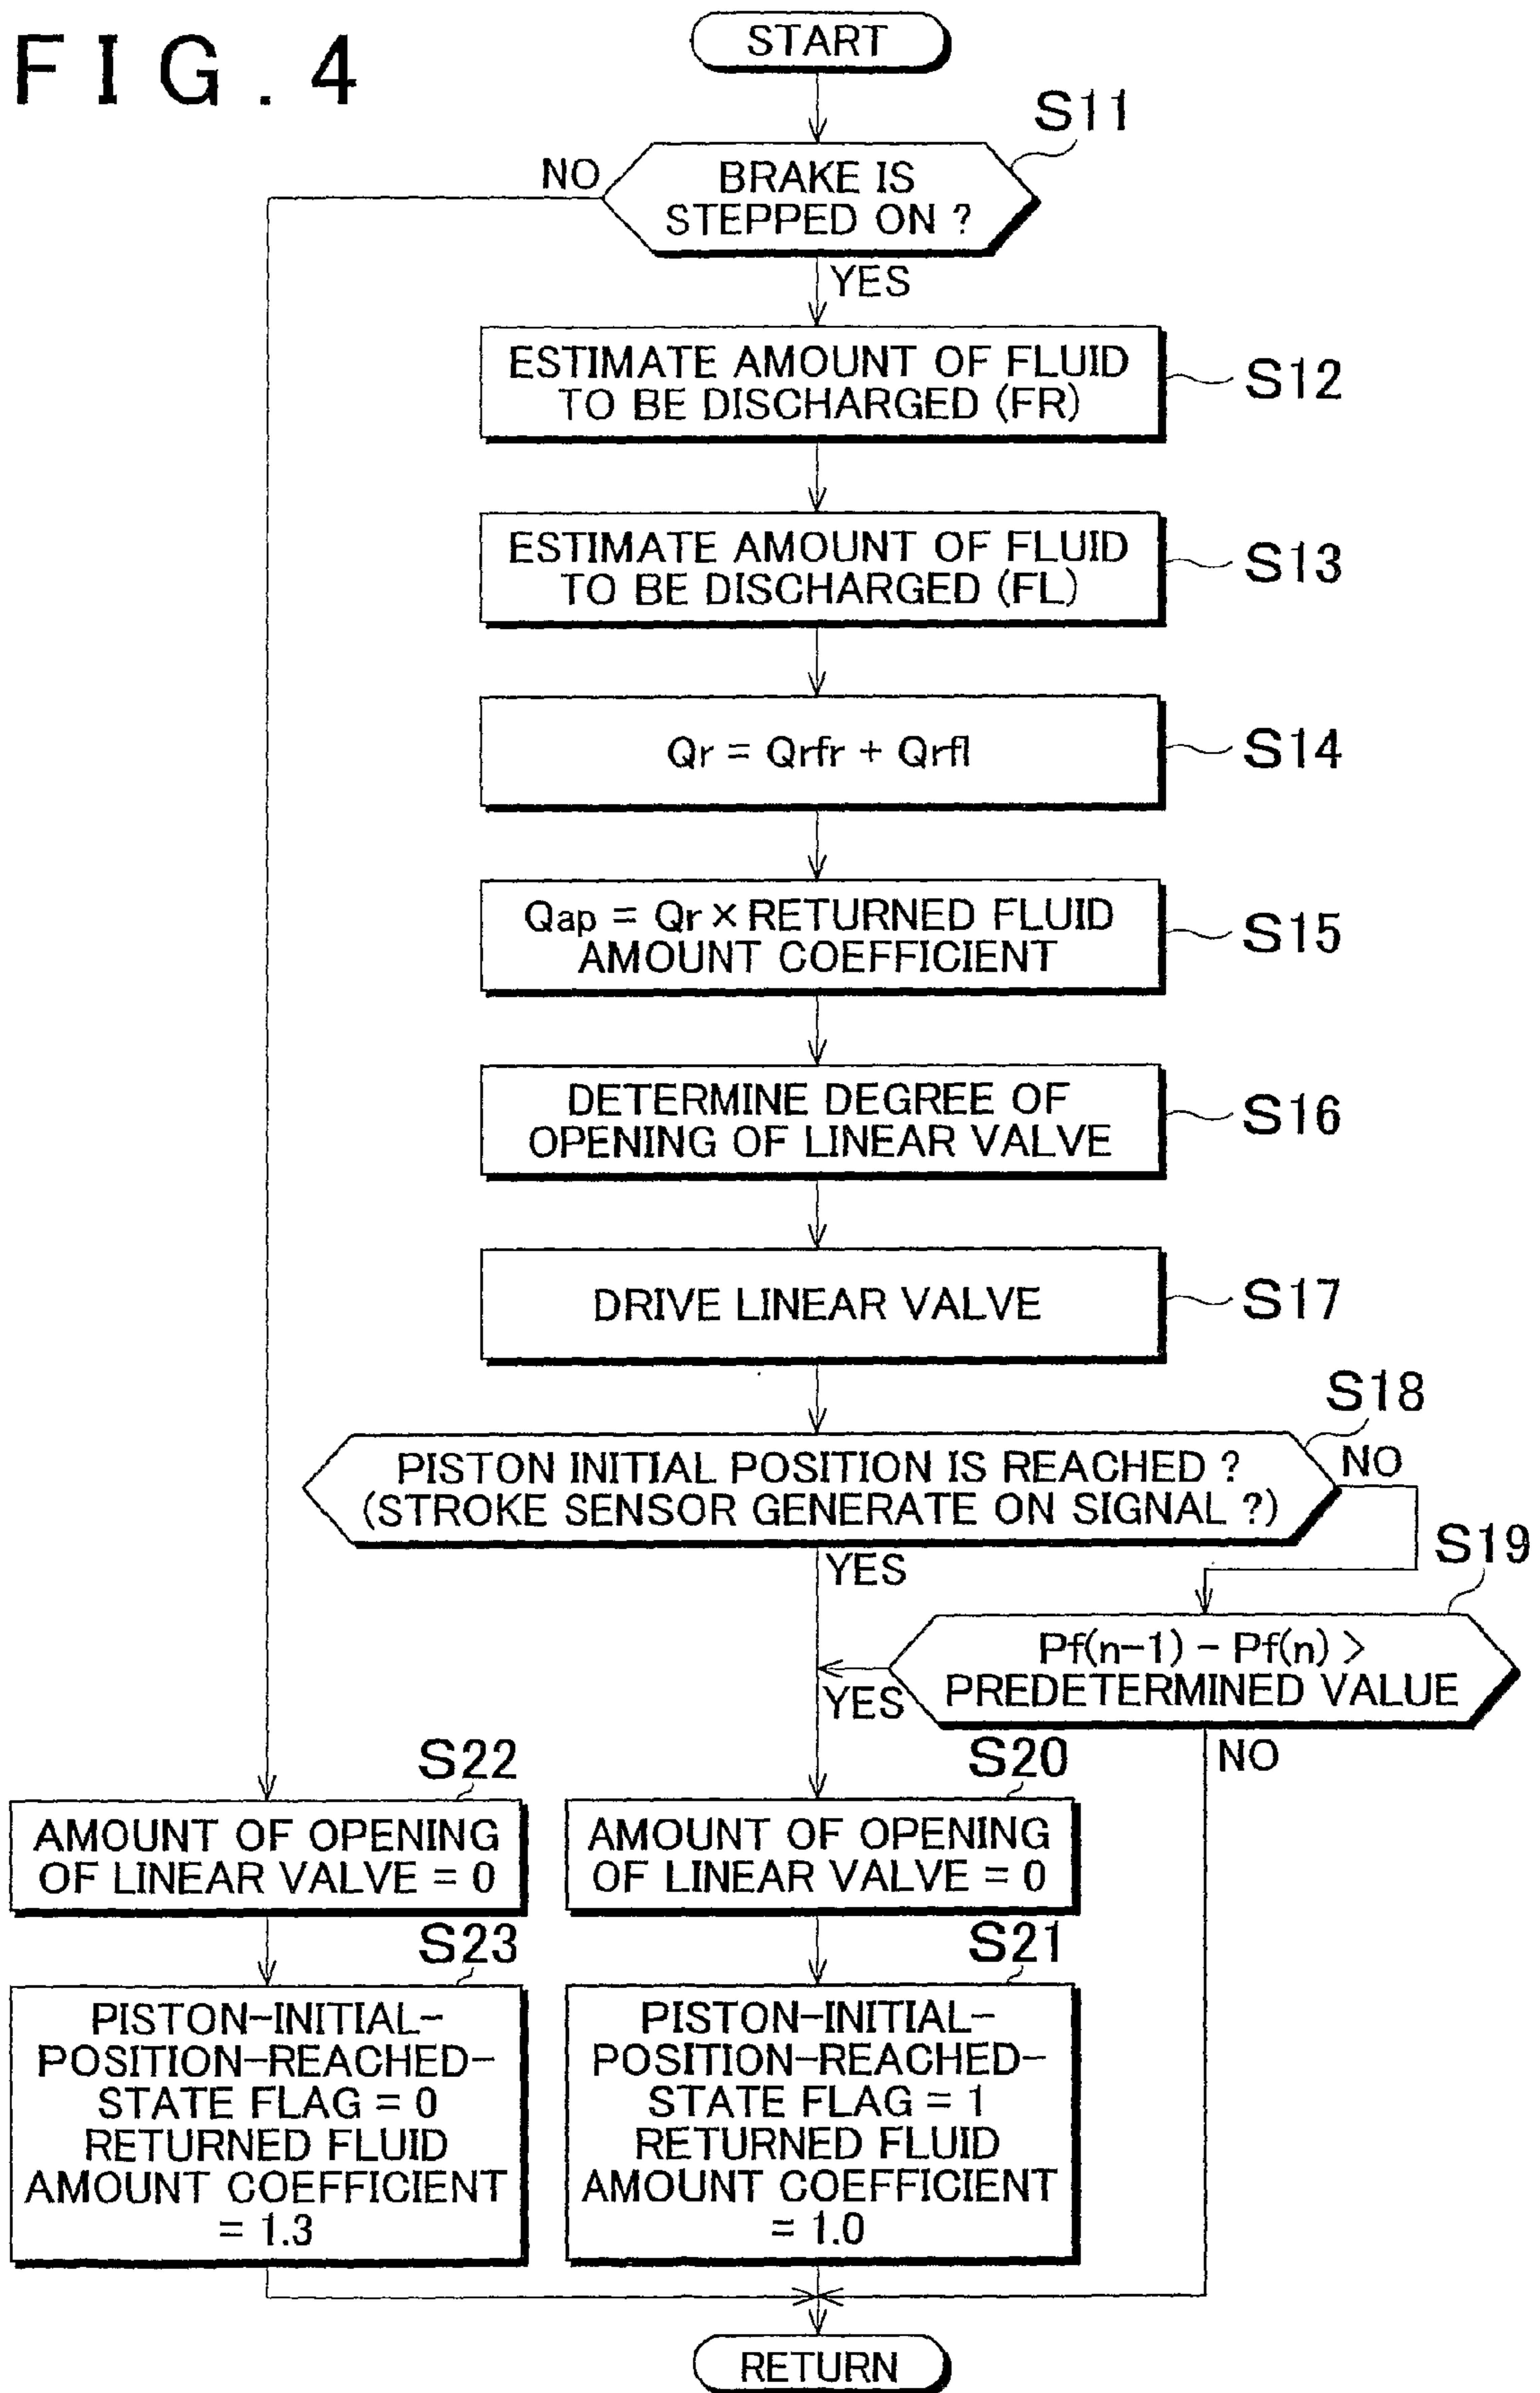 FIG.4
START
S11
NO
BRAKE IS
STEPPED ON ?
YES
ESTIMATE AMOUNT OF FLUID
TO BE DISCHARGED (FR)
S12
ESTIMATE AMOUNT OF FLUID
TO BE DISCHARGED (FL)
S13
Qr = Qrfr + Qrfl
S14
Qap = Qr × RETURNED FLUID
AMOUNT COEFFICIENT
S15
DETERMINE DEGREE OF
OPENING OF LINEAR VALVE
S16
DRIVE LINEAR VALVE
S17
S18
PISTON INITIAL POSITION IS REACHED ?
(STROKE SENSOR GENERATE ON SIGNAL ?)
NO
YES
S19
Pf(n-1) - Pf(n) >
PREDETERMINED VALUE
YES
NO
S22
AMOUNT OF OPENING
OF LINEAR VALVE = 0
S20
AMOUNT OF OPENING
OF LINEAR VALVE = 0
S23
PISTON-INITIAL-
POSITION-REACHED-
STATE FLAG = 0
RETURNED FLUID
AMOUNT COEFFICIENT
= 1.3
S21
PISTON-INITIAL-
POSITION-REACHED-
STATE FLAG = 1
RETURNED FLUID
AMOUNT COEFFICIENT
= 1.0
RETURN